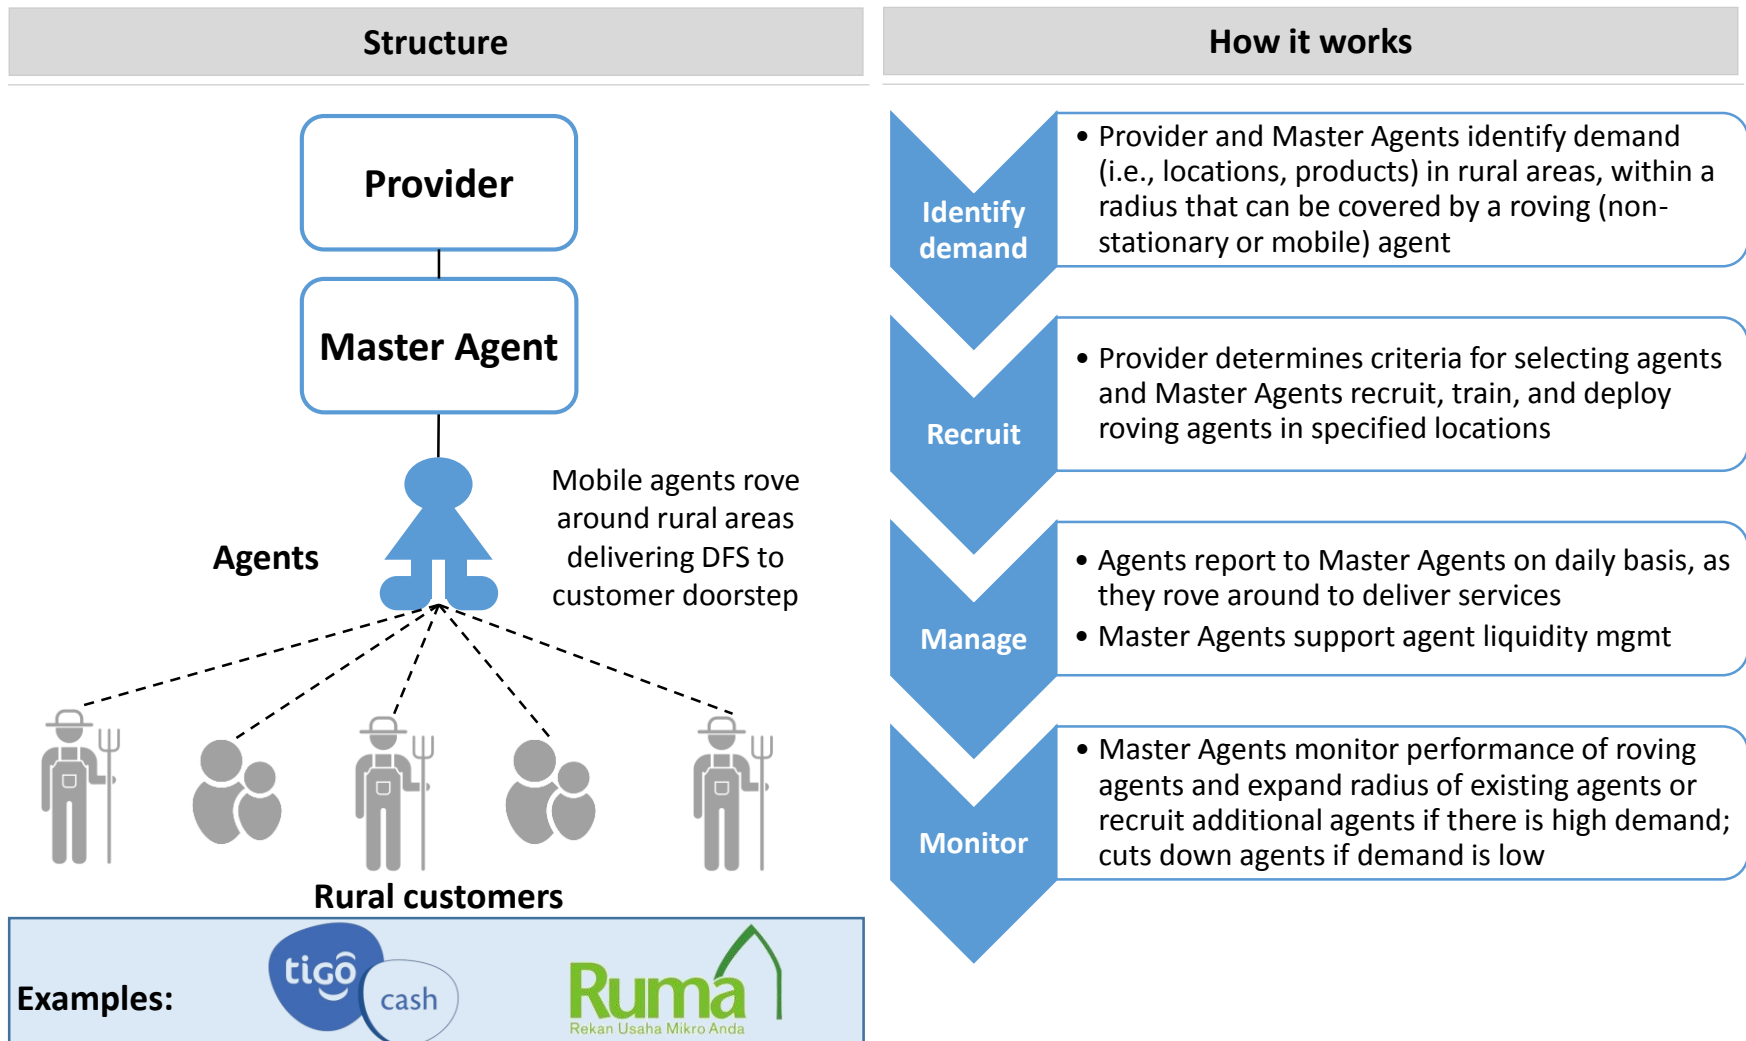 Structure
Provider
Master Agent
Agents
Mobile agents rove
around rural areas
delivering DFS to
customer doorstep
Rural customers
Examples:
tigo
cash
Ruma
Rekan Usaha Mikro Anda
How it works
Identify
demand
• Provider and Master Agents identify demand
(i.e., locations, products) in rural areas, within a
radius that can be covered by a roving (non-
stationary or mobile) agent
Recruit
• Provider determines criteria for selecting agents
and Master Agents recruit, train, and deploy
roving agents in specified locations
Manage
• Agents report to Master Agents on daily basis, as
they rove around to deliver services
• Master Agents support agent liquidity mgmt
Monitor
• Master Agents monitor performance of roving
agents and expand radius of existing agents or
recruit additional agents if there is high demand;
cuts down agents if demand is low